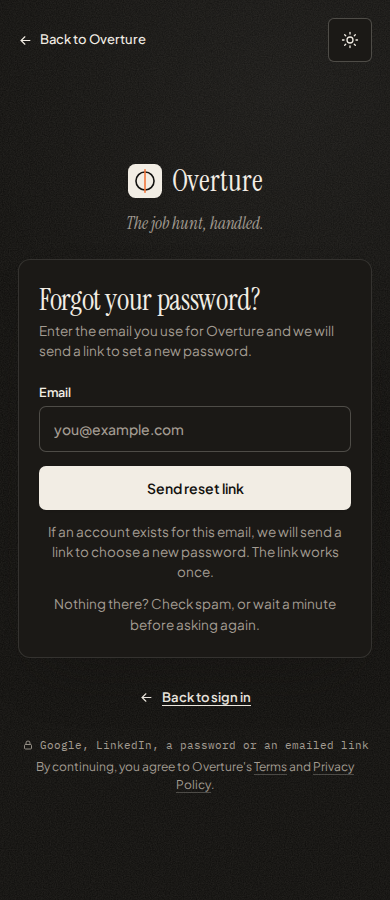 Back to Overture
Overture
The job hunt, handled.
Forgot your password?
Enter the email you use for Overture and we will
send a link to set a new password.
Email
you@example.com
Send reset link
If an account exists for this email, we will send a
link to choose a new password. The link works
once.
Nothing there? Check spam, or wait a minute
before asking again.
Back to sign in
Google, LinkedIn, a password or an emailed link
By continuing, you agree to Overture's Terms and Privacy
Policy.